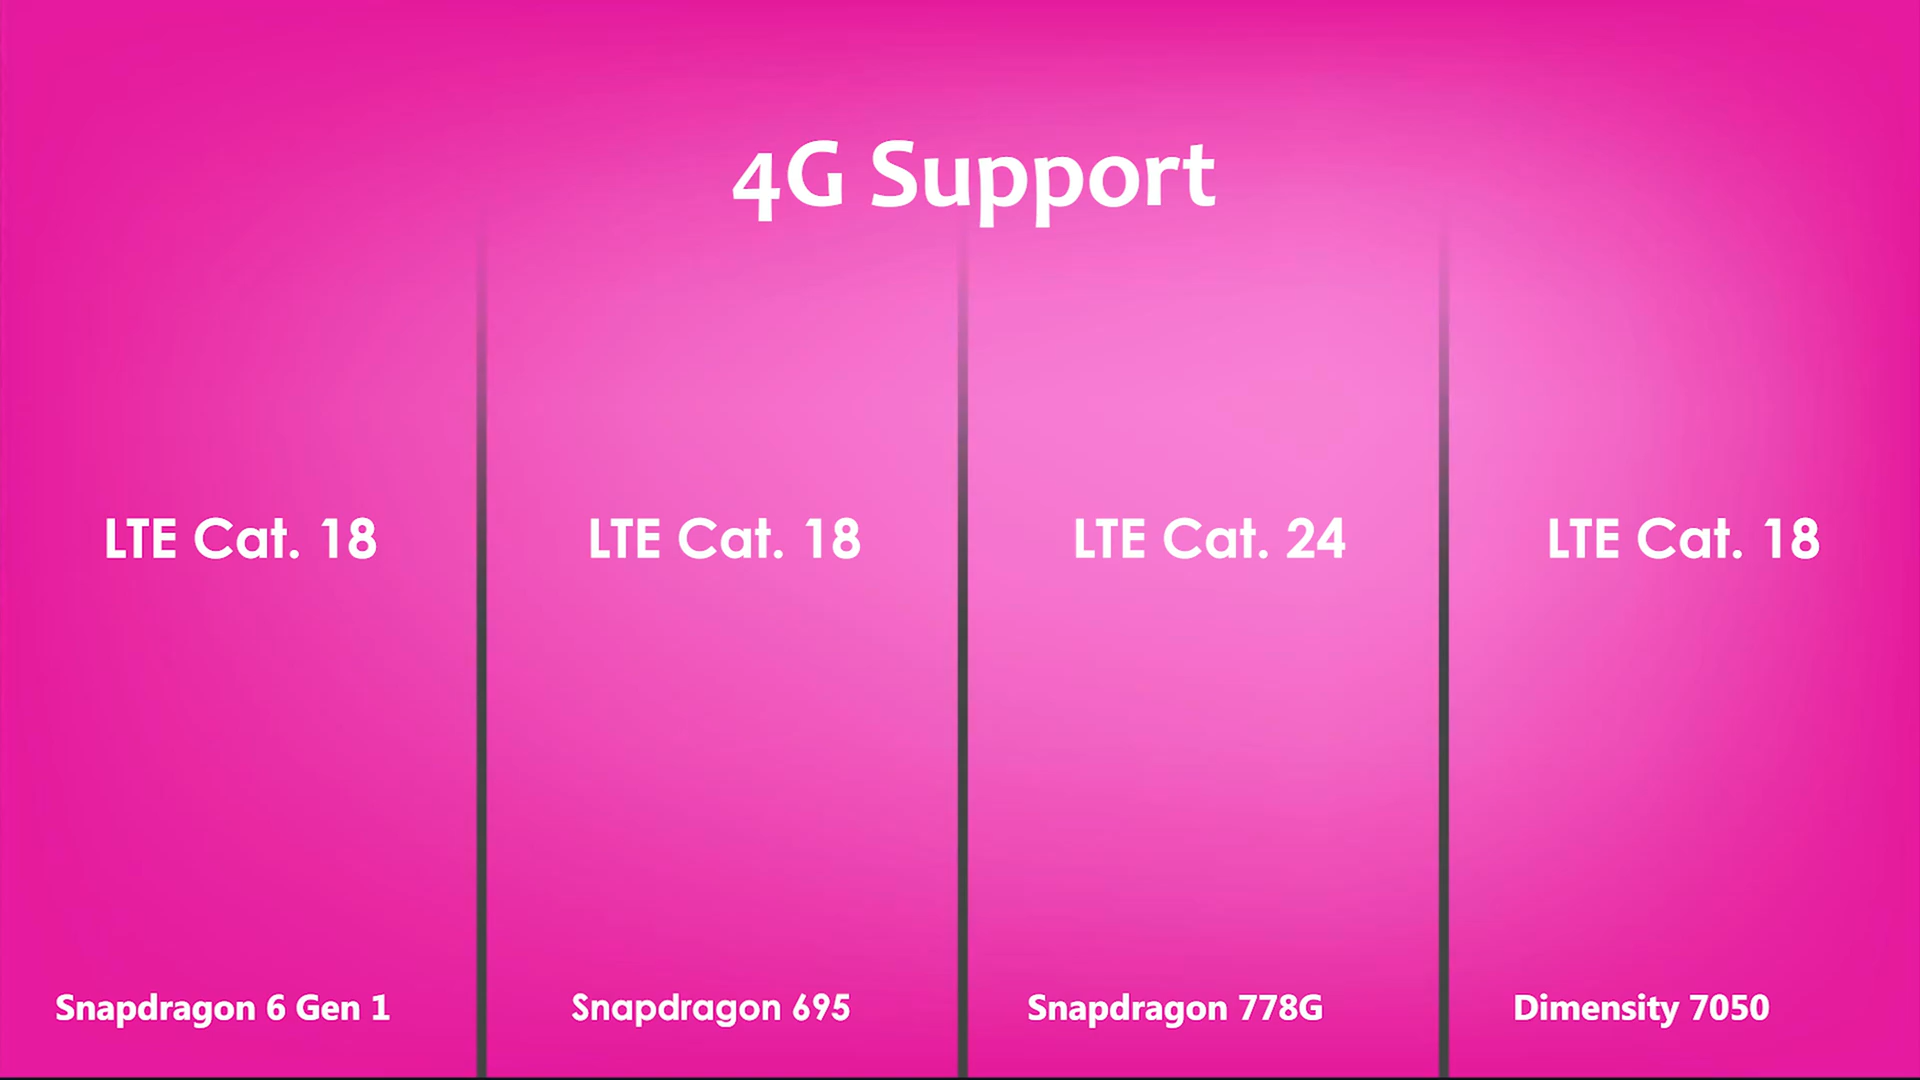 4G Support
LTE Cat. 18
LTE Cat. 18
LTE Cat. 24
LTE Cat. 18
Snapdragon 6 Gen 1
Snapdragon 695
Snapdragon 778G
Dimensity 7050